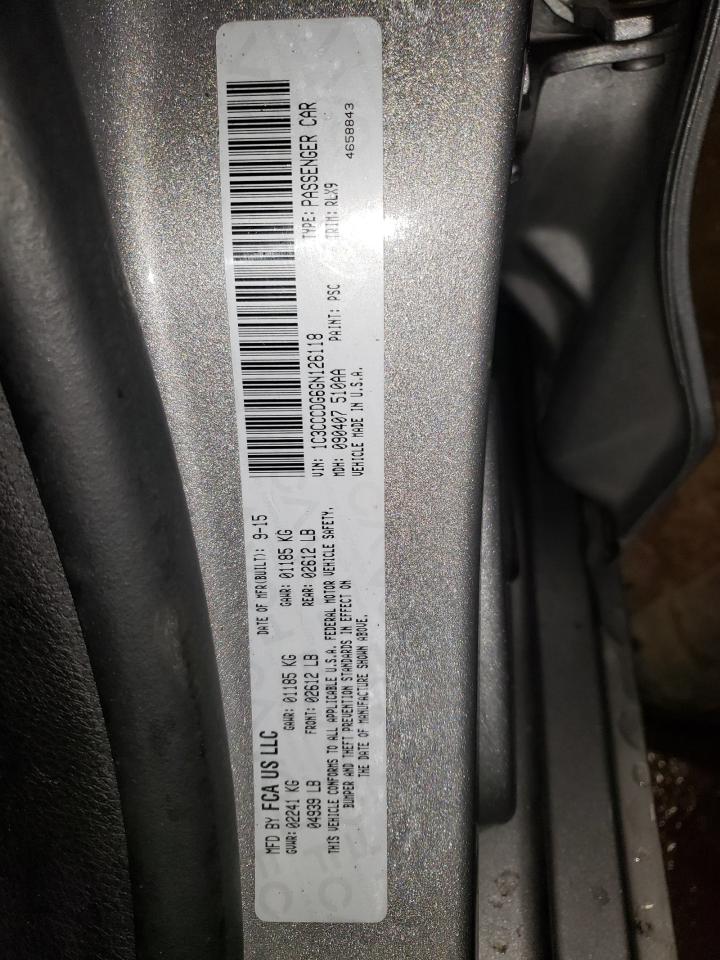 MFD BY FCA US LLC
DATE OF MFR(BUILT): 9-15
GVWR: 02241 KG
GAWR: 01185 KG
GAWR: 01185 KG
04939 LB
FRONT: 02612 LB
REAR: 02612 LB
THIS VEHICLE CONFORMS TO ALL APPLICABLE U.S.A. FEDERAL MOTOR VEHICLE SAFETY,
BUMPER AND THEFT PREVENTION STANDARDS IN EFFECT ON
THE DATE OF MANUFACTURE SHOWN ABOVE.
VIN: 1C3CCCDG6GN126118
TYPE: PASSENGER CAR
MDH: 090407 510AA
PAINT: PSC
TRIM: RLX9
VEHICLE MADE IN U.S.A.
4658843